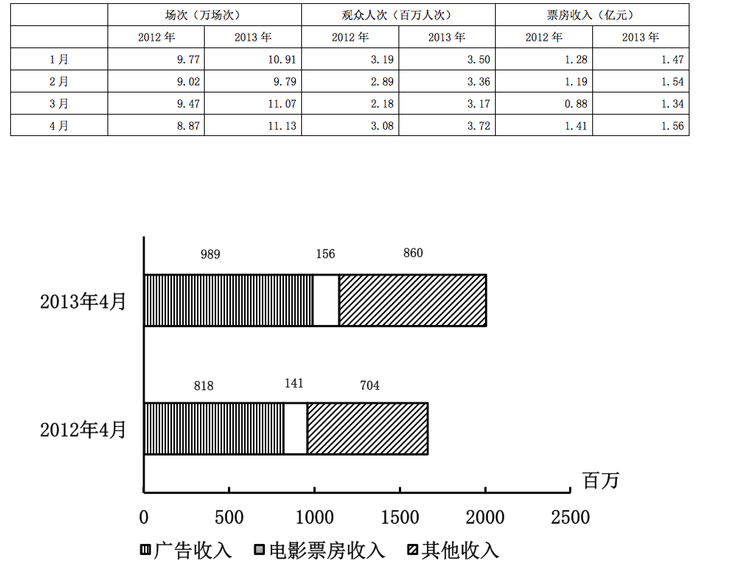 场次（万场次） 观众人次（百万人次） 票房收入（亿元）
2012 年 2013 年 2012 年 2013 年 2012 年 2013 年
1 月 9.77 10.91 3.19 3.50 1.28 1.47
2 月 9.02 9.79 2.89 3.36 1.19 1.54
3 月 9.47 11.07 2.18 3.17 0.88 1.34
4 月 8.87 11.13 3.08 3.72 1.41 1.56
989 156 860
2013年4月
818 141 704
2012年4月
百万
0 500 1000 1500 2000 2500
广告收入 电影票房收入 其他收入